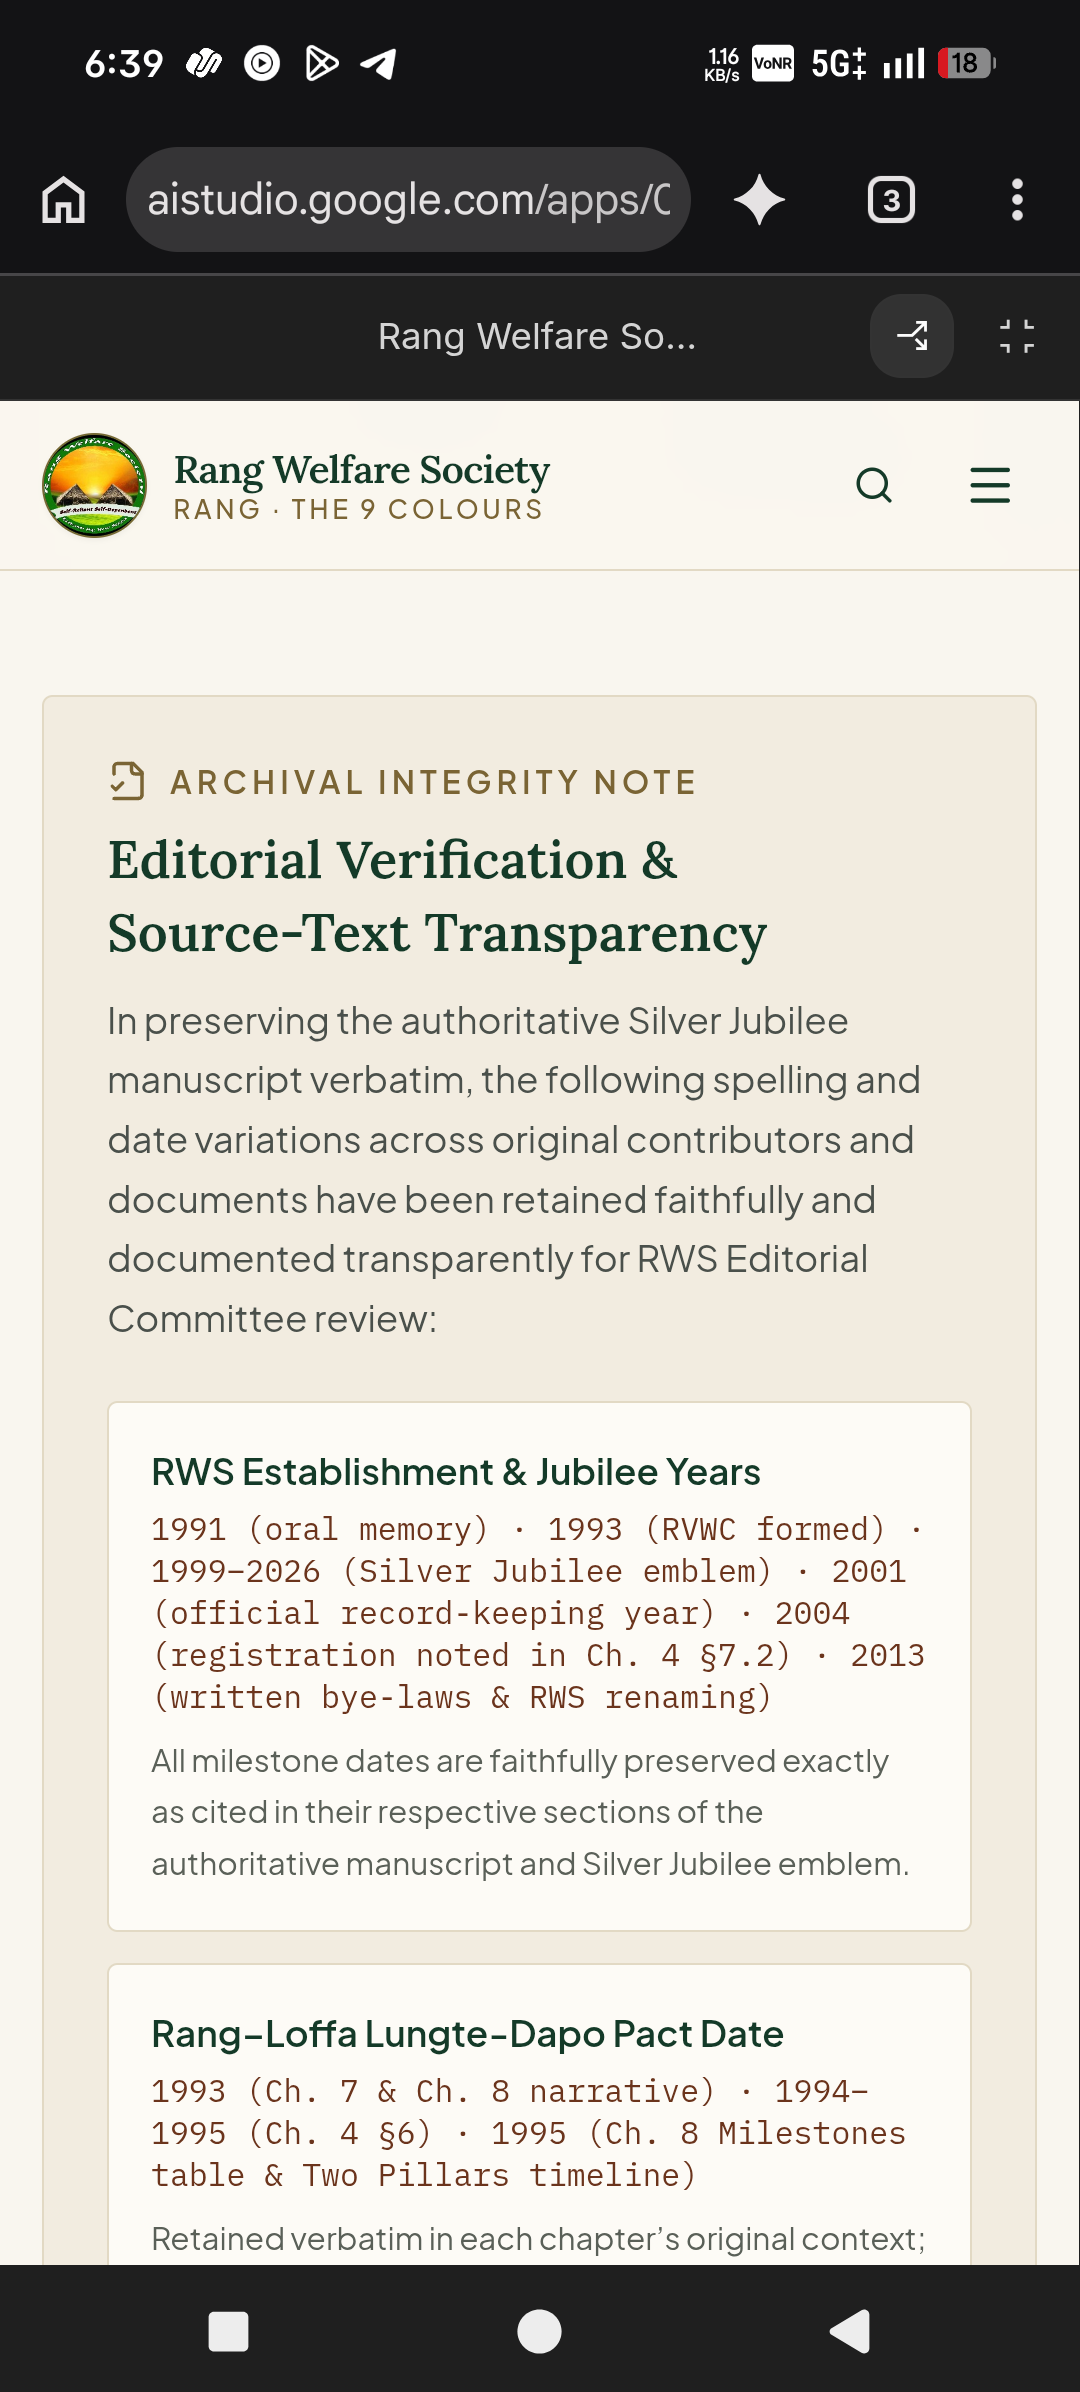 6:39
1.16
KB/s
VoNR
5G
18
aistudio.google.com/apps/
3
Rang Welfare So...
Rang Welfare Society
Self-Reliant Self-Dependent
Rang Welfare Society
RANG · THE 9 COLOURS
ARCHIVAL INTEGRITY NOTE
Editorial Verification &
Source-Text Transparency
In preserving the authoritative Silver Jubilee
manuscript verbatim, the following spelling and
date variations across original contributors and
documents have been retained faithfully and
documented transparently for RWS Editorial
Committee review:
RWS Establishment & Jubilee Years
1991 (oral memory) · 1993 (RVWC formed) ·
1999–2026 (Silver Jubilee emblem) · 2001
(official record-keeping year) · 2004
(registration noted in Ch. 4 §7.2) · 2013
(written bye-laws & RWS renaming)
All milestone dates are faithfully preserved exactly
as cited in their respective sections of the
authoritative manuscript and Silver Jubilee emblem.
Rang–Loffa Lungte-Dapo Pact Date
1993 (Ch. 7 & Ch. 8 narrative) · 1994–
1995 (Ch. 4 §6) · 1995 (Ch. 8 Milestones
table & Two Pillars timeline)
Retained verbatim in each chapter’s original context;